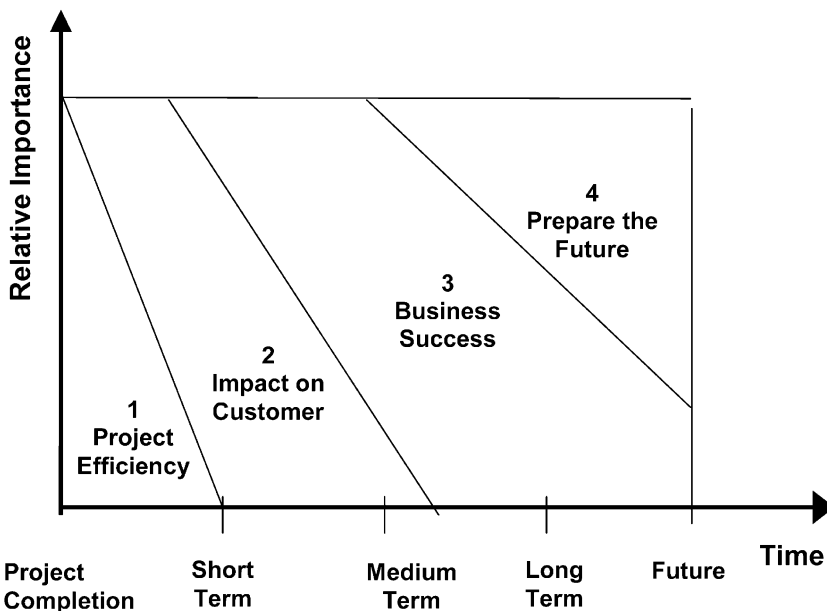 Relative Importance
4
Prepare the
Future
3
Business
Success
2
Impact on
Customer
1
Project
Efficiency
Project
Completion
Short
Term
Medium
Term
Long
Term
Future
Time